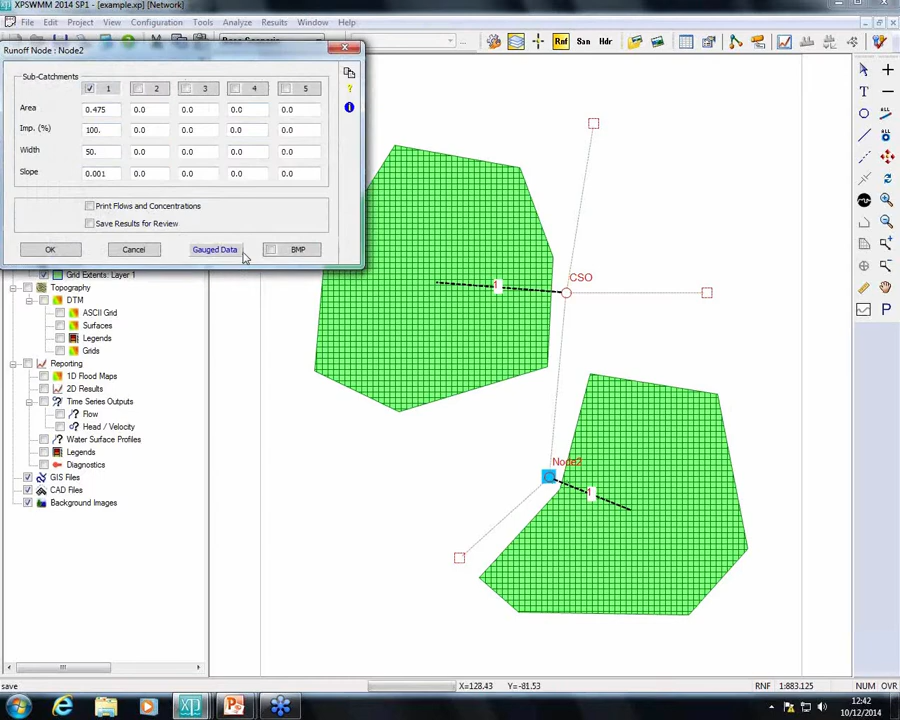 XPSWMM 2014 SP1 - [example.xp] [Network]
File Edit Project View Configuration Tools Analyze Results Window Help
Base Scenario
Rnf San Hdr
Runoff Node : Node2
Sub-Catchments
1 2 3 4 5
Area 0.475 0.0 0.0 0.0 0.0
Imp. (%) 100. 0.0 0.0 0.0 0.0
Width 50. 0.0 0.0 0.0 0.0
Slope 0.001 0.0 0.0 0.0 0.0
Print Flows and Concentrations
Save Results for Review
OK Cancel Gauged Data BMP
Grid Extents: Layer 1
Topography
DTM
ASCII Grid
Surfaces
Legends
Grids
Reporting
1D Flood Maps
2D Results
Time Series Outputs
Flow
Head / Velocity
Water Surface Profiles
Legends
Diagnostics
GIS Files
CAD Files
Background Images
CSO
1
Node2
1
T
ALL
ALL
P
save X=128.43 Y=-81.53 RNF 1:883.125 NUM OVR
12:42
10/12/2014